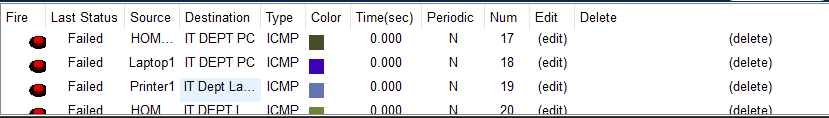 Fire Last Status Source Destination Type Color Time(sec) Periodic Num Edit Delete
Failed HOM... IT DEPT PC ICMP 0.000 N 17 (edit) (delete)
Failed Laptop1 IT DEPT PC ICMP 0.000 N 18 (edit) (delete)
Failed Printer1 IT Dept La... ICMP 0.000 N 19 (edit) (delete)
Failed HOM... IT DEPT L... ICMP 0.000 N 20 (edit) (delete)